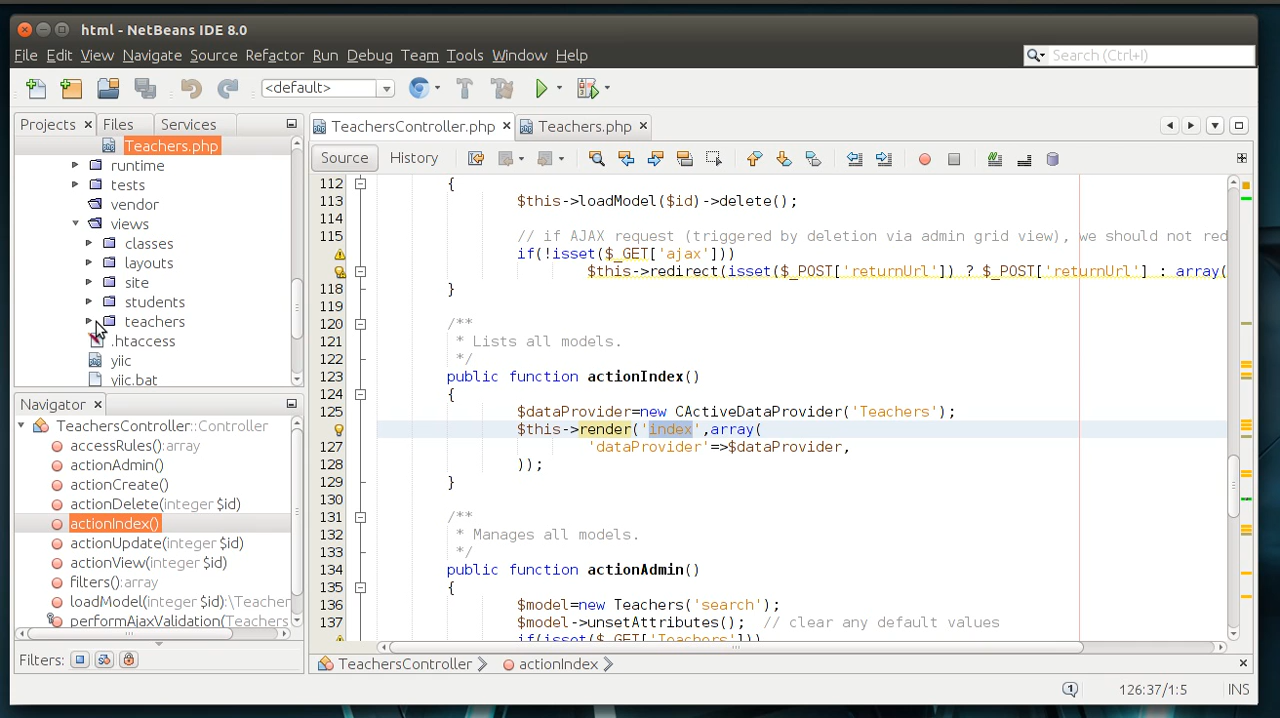 html - NetBeans IDE 8.0
File Edit View Navigate Source Refactor Run Debug Team Tools Window Help
Search (Ctrl+I)
<default>
Projects Files Services
TeachersController.php Teachers.php
Source History
Teachers.php
runtime
tests
vendor
views
classes
layouts
site
students
teachers
.htaccess
yiic
yiic.bat
Navigator
TeachersController::Controller
accessRules():array
actionAdmin()
actionCreate()
actionDelete(integer $id)
actionIndex()
actionUpdate(integer $id)
actionView(integer $id)
filters():array
loadModel(integer $id):\Teacher
performAjaxValidation(Teachers
Filters:
112 {
113 $this->loadModel($id)->delete();
114
115 // if AJAX request (triggered by deletion via admin grid view), we should not red
if(!isset($_GET['ajax']))
$this->redirect(isset($_POST['returnUrl']) ? $_POST['returnUrl'] : array(
118 }
119
120 /**
121 * Lists all models.
122 */
123 public function actionIndex()
124 {
125 $dataProvider=new CActiveDataProvider('Teachers');
$this->render('index',array(
127 'dataProvider'=>$dataProvider,
128 ));
129 }
130
131 /**
132 * Manages all models.
133 */
134 public function actionAdmin()
135 {
136 $model=new Teachers('search');
137 $model->unsetAttributes(); // clear any default values
if(isset($_GET['Teachers']))
TeachersController actionIndex
1 126:37/1:5 INS